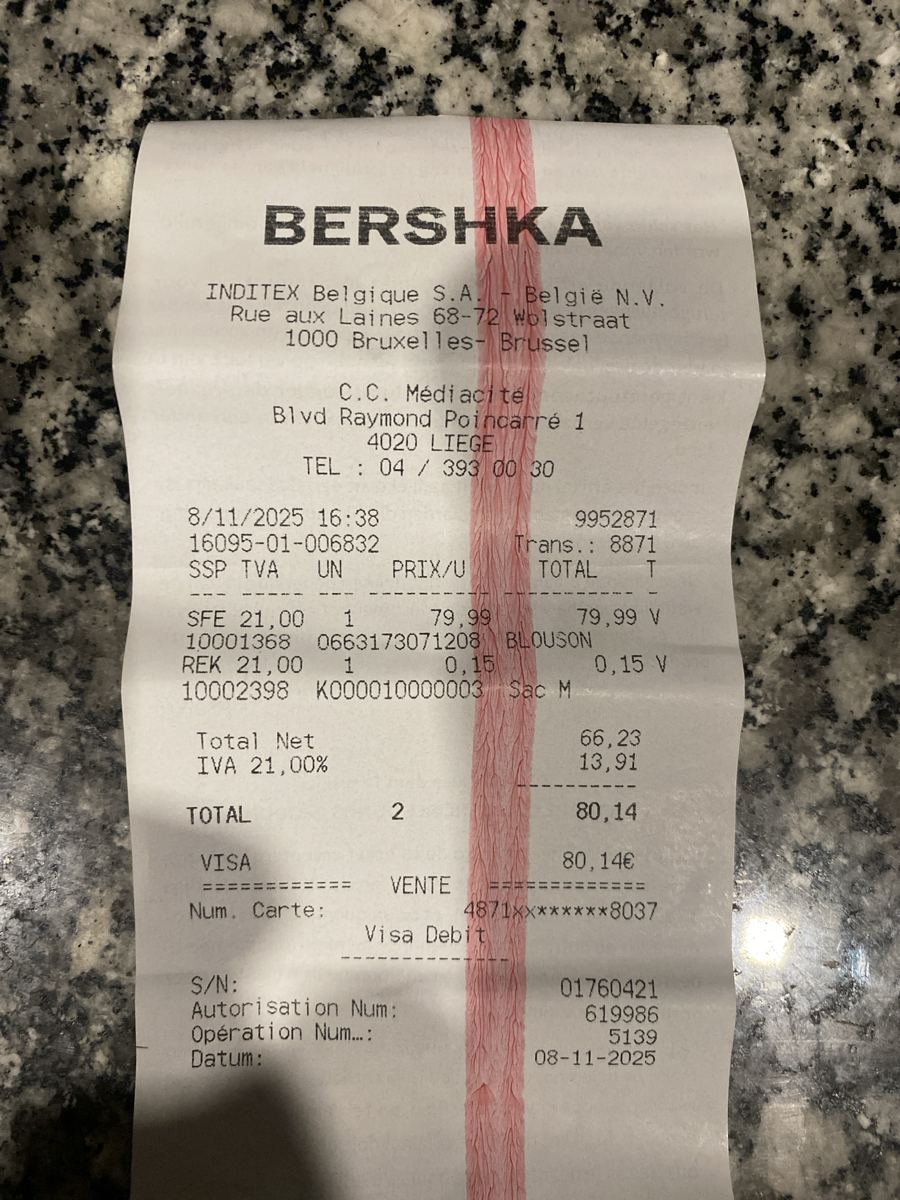 BERSHKA
INDITEX Belgique S.A. - België N.V.
Rue aux Laines 68-72 Wolstraat
1000 Bruxelles- Brussel
C.C. Médiacité
Blvd Raymond Poincarré 1
4020 LIEGE
TEL : 04 / 393 00 30
8/11/2025 16:38 9952871
16095-01-006832 Trans.: 8871
SSP TVA UN PRIX/U TOTAL T
--- ----- --- ---------- ---------- -
SFE 21,00 1 79,99 79,99 V
10001368 0663173071208 BLOUSON
REK 21,00 1 0,15 0,15 V
10002398 K000010000003 Sac M
Total Net 66,23
IVA 21,00% 13,91
----------
TOTAL 2 80,14
VISA 80,14€
============ VENTE ============
Num. Carte: 4871xx******8037
Visa Debit
--------------
S/N: 01760421
Autorisation Num: 619986
Opération Num…: 5139
Datum: 08-11-2025